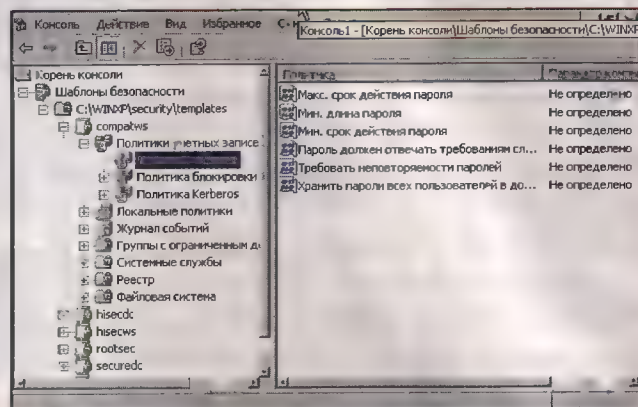 Консоль Действие Вид Избранное
Консоль1 - [Корень консоли\Шаблоны безопасности\C:\WINXP
Корень консоли
Шаблоны безопасности
C:\WINXP\security\templates
compatws
Политики учетных записе
Политика блокировки
Политика Kerberos
Локальные политики
Журнал событий
Группы с ограниченным д
Системные службы
Реестр
Файловая система
hisecdc
hisecws
rootsec
securedc
Политика
Макс. срок действия пароля Не определено
Мин. длина пароля Не определено
Мин. срок действия пароля Не определено
Пароль должен отвечать требованиям сл... Не определено
Требовать неповторяемости паролей Не определено
Хранить пароли всех пользователей в до... Не определено